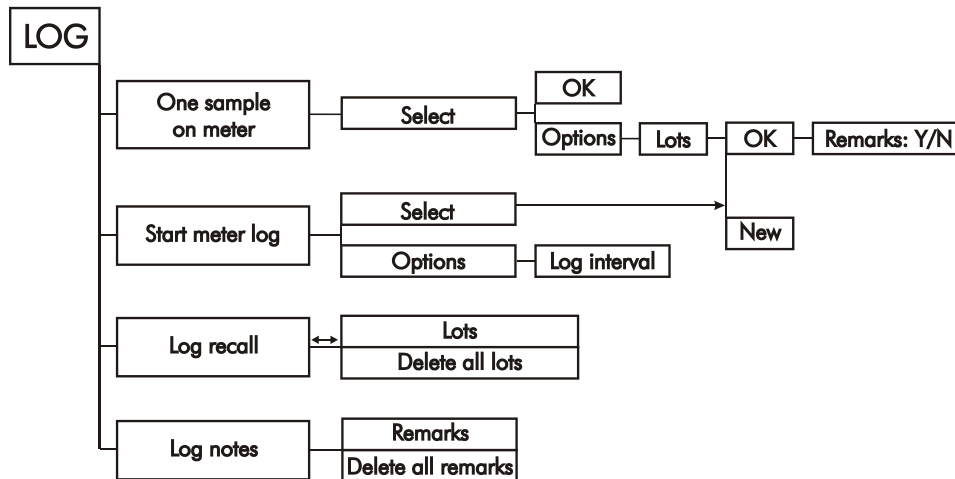 LOG
One sample
on meter
Select
OK
Options
Lots
OK
Remarks: Y/N
New
Start meter log
Select
Options
Log interval
Log recall
Lots
Delete all lots
Log notes
Remarks
Delete all remarks